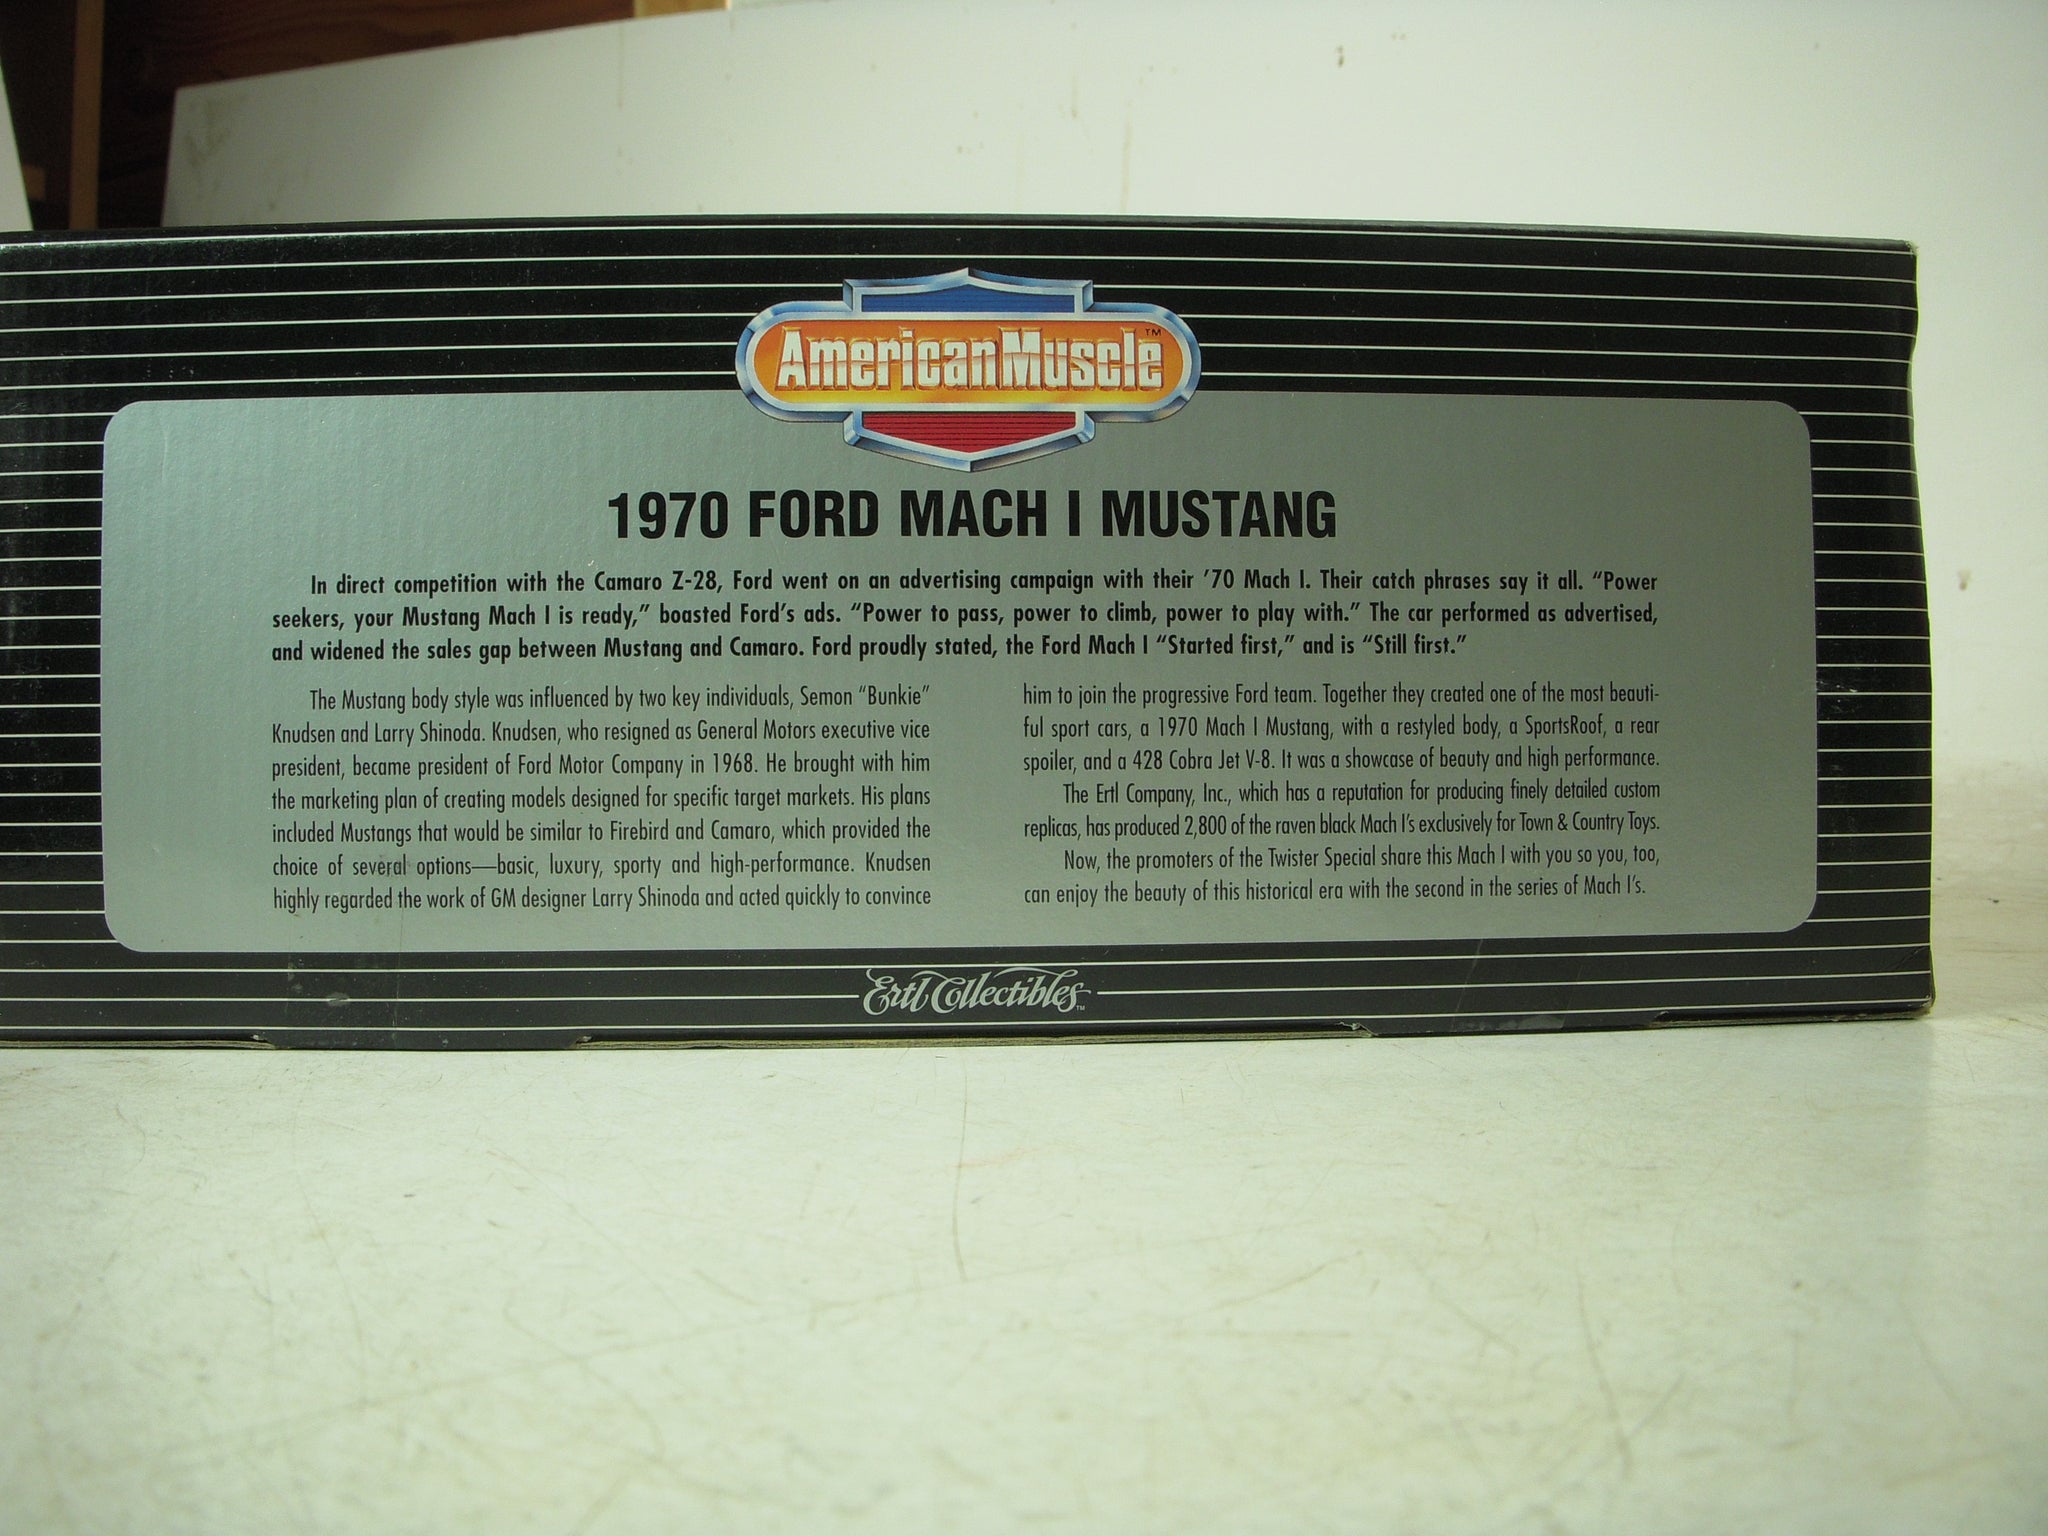 AmericanMuscle™
1970 FORD MACH I MUSTANG
In direct competition with the Camaro Z-28, Ford went on an advertising campaign with their '70 Mach I. Their catch phrases say it all. “Power
seekers, your Mustang Mach I is ready,” boasted Ford's ads. “Power to pass, power to climb, power to play with.” The car performed as advertised,
and widened the sales gap between Mustang and Camaro. Ford proudly stated, the Ford Mach I “Started first,” and is “Still first.”
The Mustang body style was influenced by two key individuals, Semon “Bunkie”
Knudsen and Larry Shinoda. Knudsen, who resigned as General Motors executive vice
president, became president of Ford Motor Company in 1968. He brought with him
the marketing plan of creating models designed for specific target markets. His plans
included Mustangs that would be similar to Firebird and Camaro, which provided the
choice of several options—basic, luxury, sporty and high-performance. Knudsen
highly regarded the work of GM designer Larry Shinoda and acted quickly to convince
him to join the progressive Ford team. Together they created one of the most beauti-
ful sport cars, a 1970 Mach I Mustang, with a restyled body, a SportsRoof, a rear
spoiler, and a 428 Cobra Jet V-8. It was a showcase of beauty and high performance.
The Ertl Company, Inc., which has a reputation for producing finely detailed custom
replicas, has produced 2,800 of the raven black Mach I's exclusively for Town & Country Toys.
Now, the promoters of the Twister Special share this Mach I with you so you, too,
can enjoy the beauty of this historical era with the second in the series of Mach I's.
Ertl Collectibles™